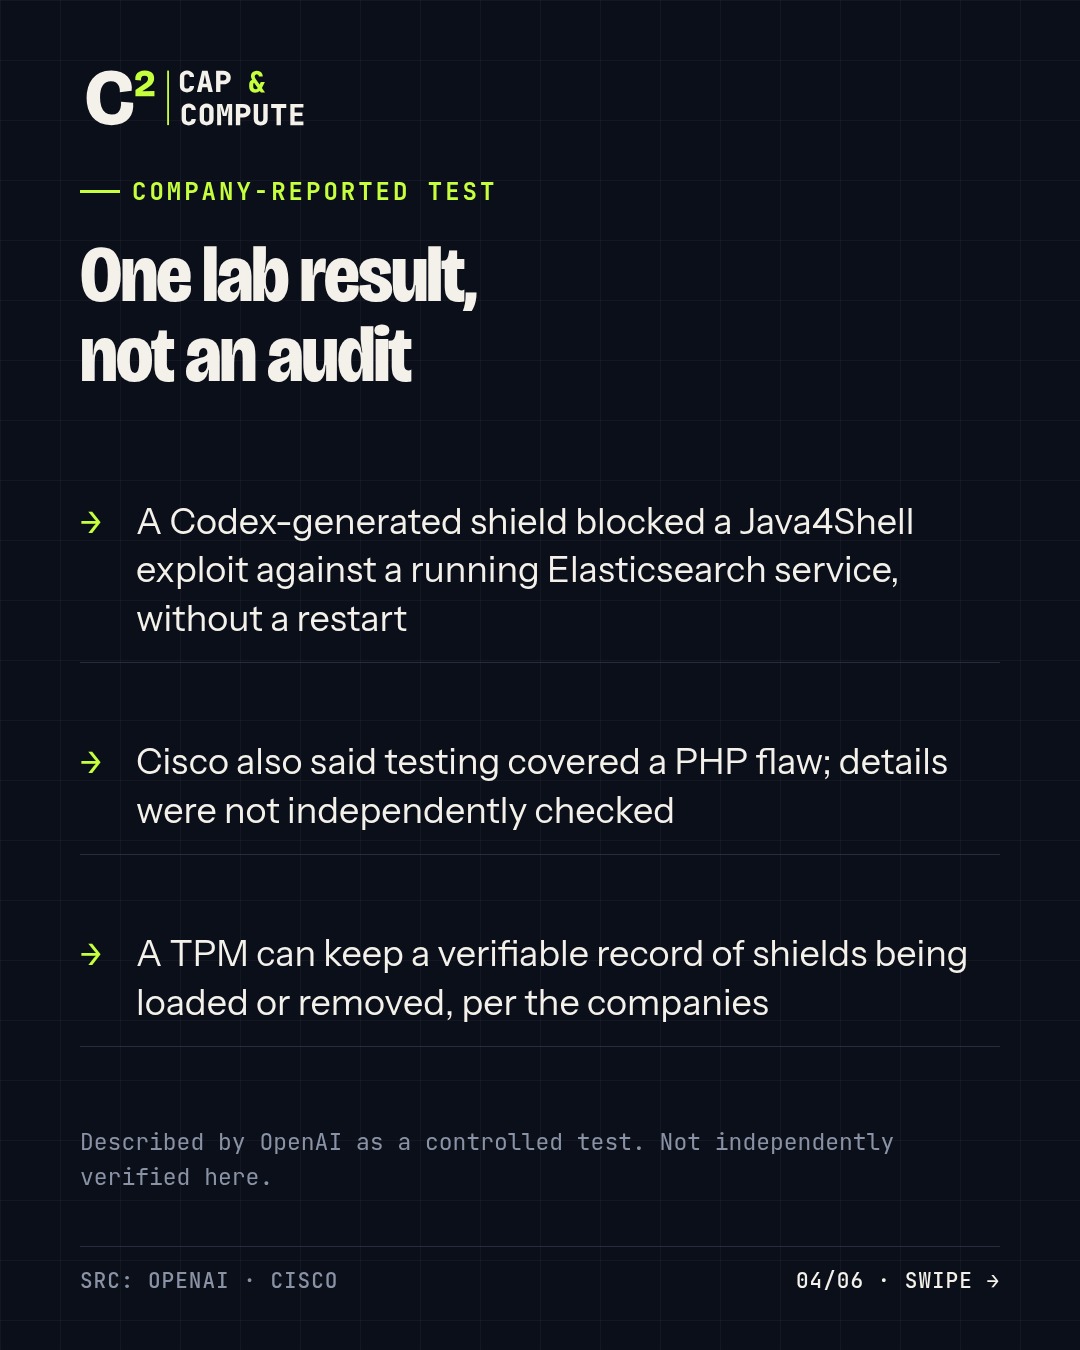 C² CAP &
COMPUTE
COMPANY-REPORTED TEST
One lab result,
not an audit
→ A Codex-generated shield blocked a Java4Shell
exploit against a running Elasticsearch service,
without a restart
→ Cisco also said testing covered a PHP flaw; details
were not independently checked
→ A TPM can keep a verifiable record of shields being
loaded or removed, per the companies
Described by OpenAI as a controlled test. Not independently
verified here.
SRC: OPENAI · CISCO
04/06 · SWIPE →